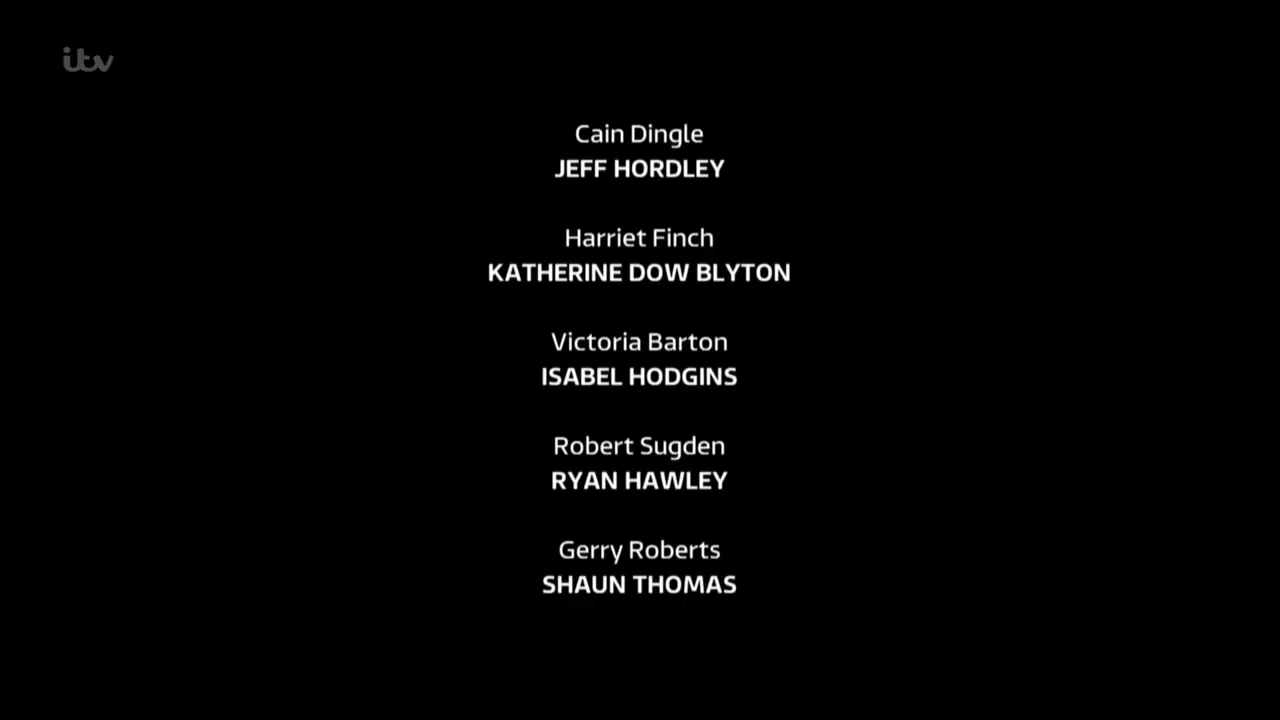 itv
Cain Dingle
JEFF HORDLEY
Harriet Finch
KATHERINE DOW BLYTON
Victoria Barton
ISABEL HODGINS
Robert Sugden
RYAN HAWLEY
Gerry Roberts
SHAUN THOMAS